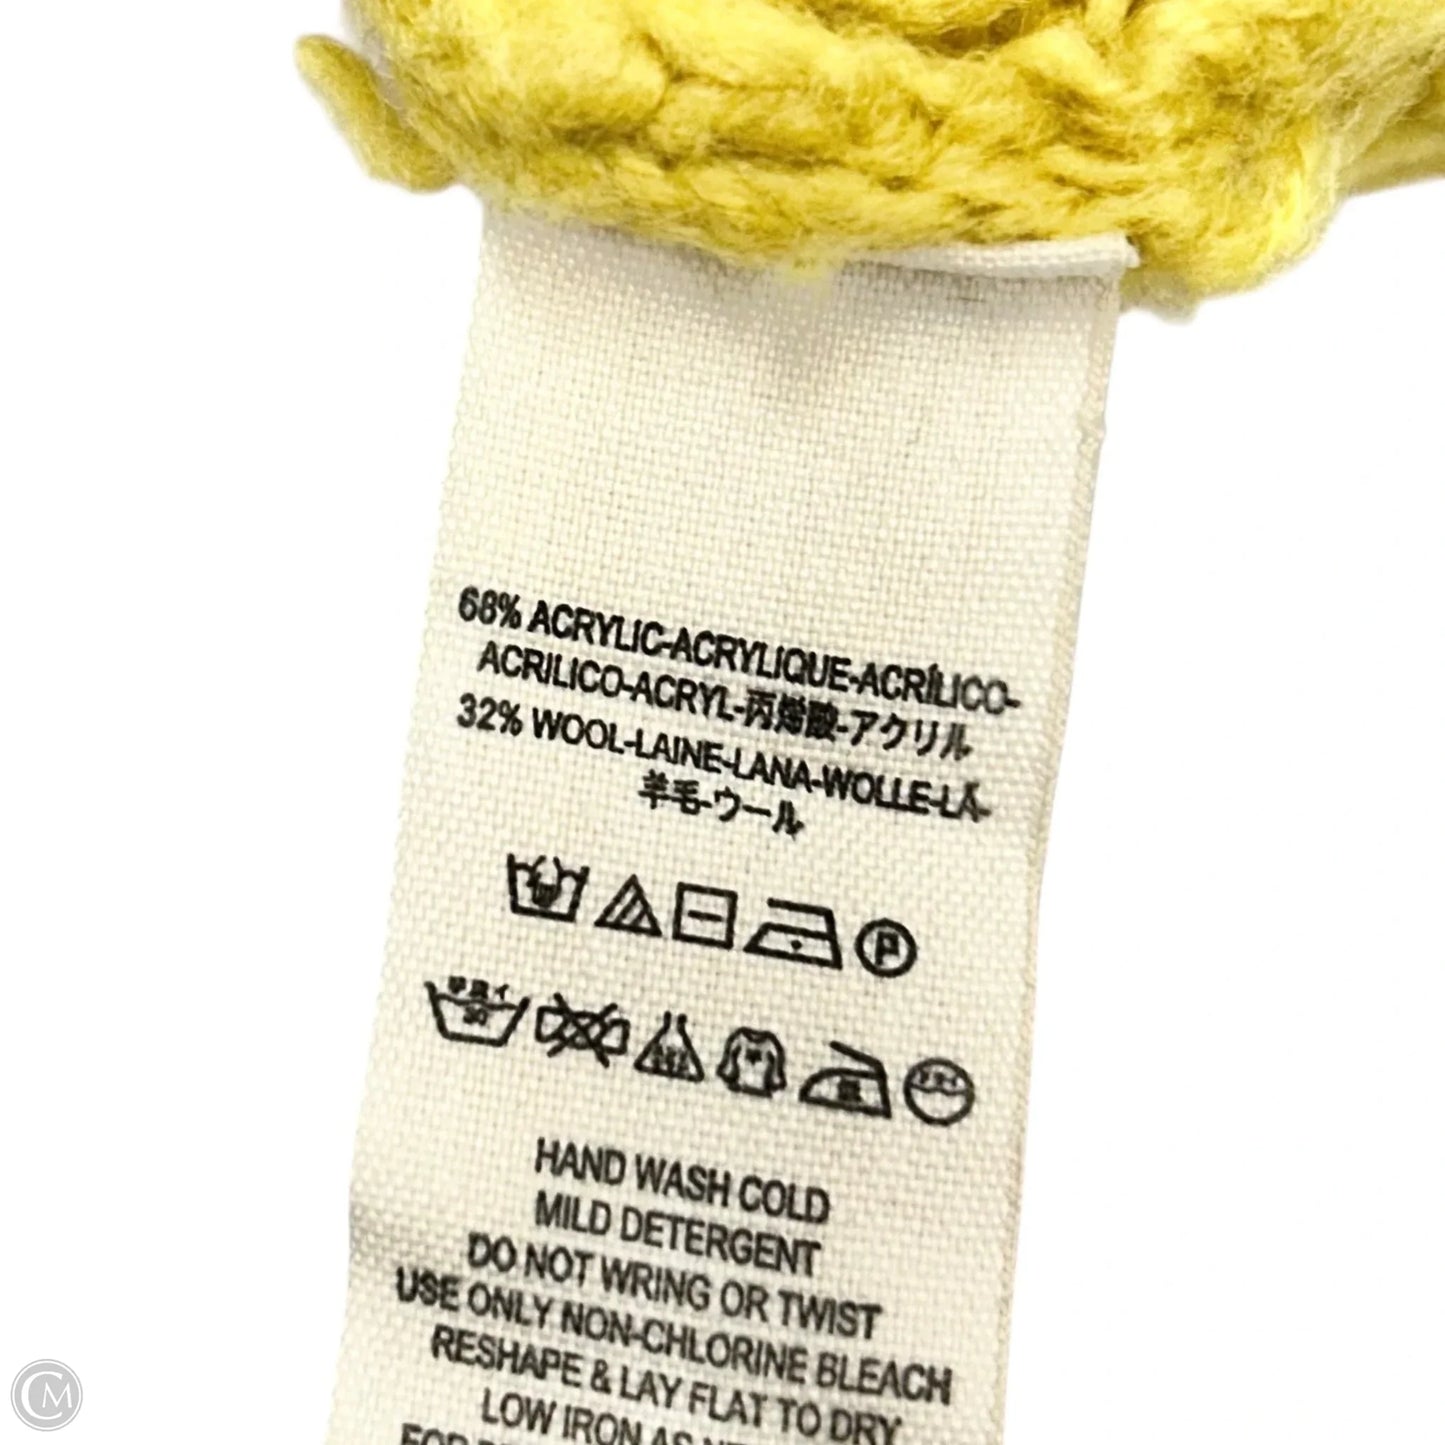 68% ACRYLIC-ACRYLIQUE-ACRÍLICO-
ACRILICO-ACRYL-丙烯酸-アクリル
32% WOOL-LAINE-LANA-WOLLE-LÃ-
羊毛-ウール
P
HAND WASH COLD
MILD DETERGENT
DO NOT WRING OR TWIST
USE ONLY NON-CHLORINE BLEACH
RESHAPE & LAY FLAT TO DRY
LOW IRON AS
CM